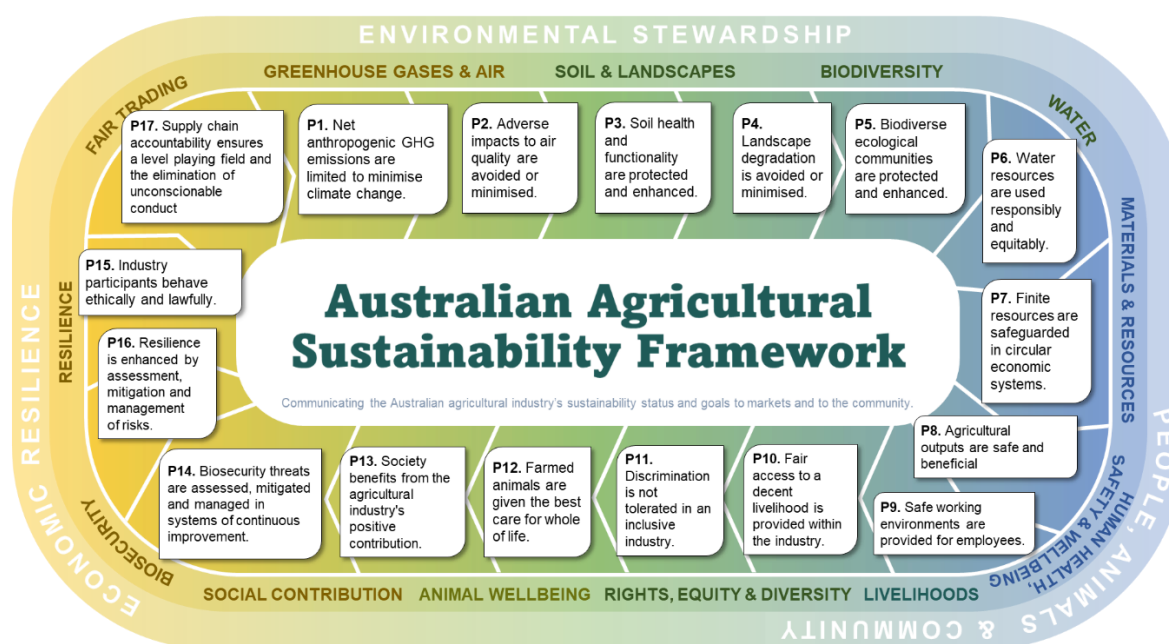 ENVIRONMENTAL STEWARDSHIP
FAIR TRADING
GREENHOUSE GASES & AIR
SOIL & LANDSCAPES
BIODIVERSITY
WATER
P17. Supply chain
accountability ensures
a level playing field and
the elimination of
unconscionable
conduct
P1. Net
anthropogenic GHG
emissions are
limited to minimise
climate change.
P2. Adverse
impacts to air
quality are
avoided or
minimised.
P3. Soil health
and
functionality
are protected
and enhanced.
P4.
Landscape
degradation
is avoided or
minimised.
P5. Biodiverse
ecological
communities
are protected
and enhanced.
P6. Water
resources
are used
responsibly
and
equitably.
MATERIALS & RESOURCES
P15. Industry
participants behave
ethically and lawfully.
RESILIENCE
ECONOMIC RESILIENCE
Australian Agricultural
Sustainability Framework
Communicating the Australian agricultural industry's sustainability status and goals to markets and to the community.
P7. Finite
resources are
safeguarded
in circular
economic
systems.
P16. Resilience
is enhanced by
assessment,
mitigation and
management
of risks.
P8. Agricultural
outputs are safe and
beneficial
P14. Biosecurity threats
are assessed, mitigated
and managed in
systems of continuous
improvement.
P13. Society
benefits from the
agricultural
industry's
positive
contribution.
P12. Farmed
animals are
given the best
care for whole
of life.
P11.
Discrimination
is not
tolerated in an
inclusive
industry.
P10. Fair
access to a
decent
livelihood is
provided within
the industry.
P9. Safe working
environments are
provided for employees.
HUMAN HEALTH,
SAFETY & WELLBEING
BIOSECURITY
SOCIAL CONTRIBUTION
ANIMAL WELLBEING
RIGHTS, EQUITY & DIVERSITY
LIVELIHOODS
PEOPLE, ANIMALS & COMMUNITY